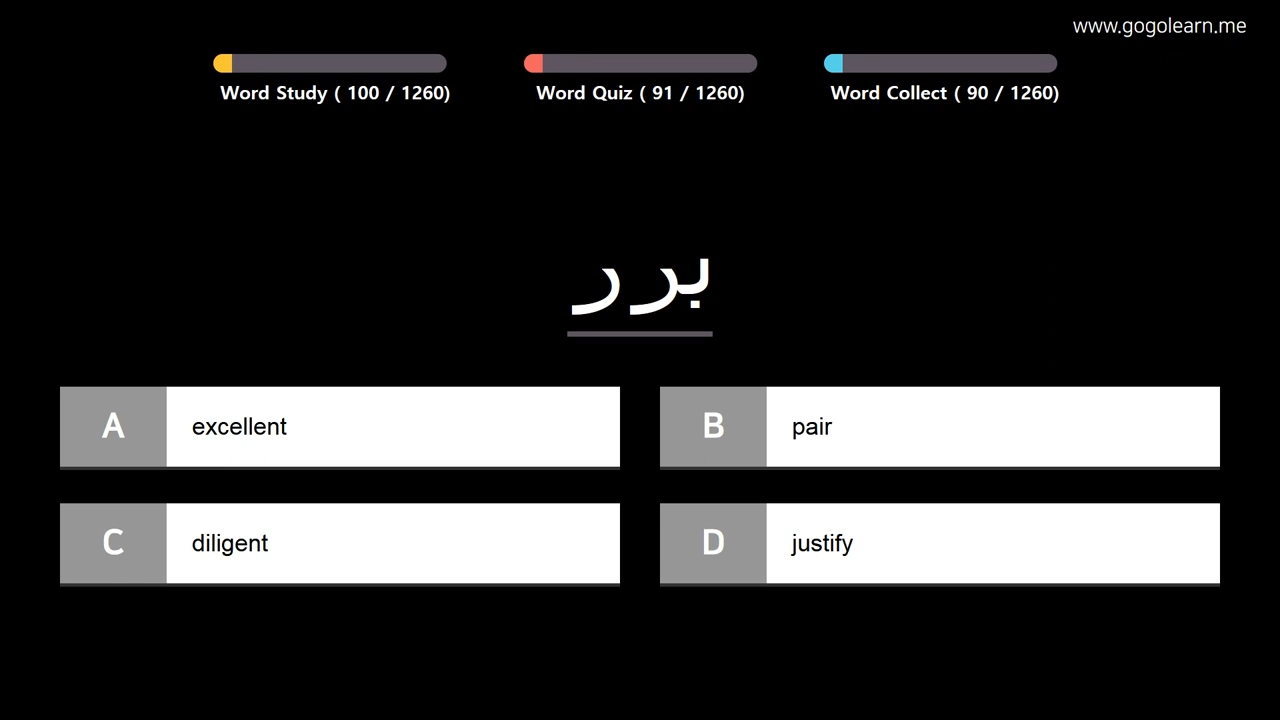 www.gogolearn.me
Word Study ( 100 / 1260)
Word Quiz ( 91 / 1260)
Word Collect ( 90 / 1260)
برر
A excellent
B pair
C diligent
D justify